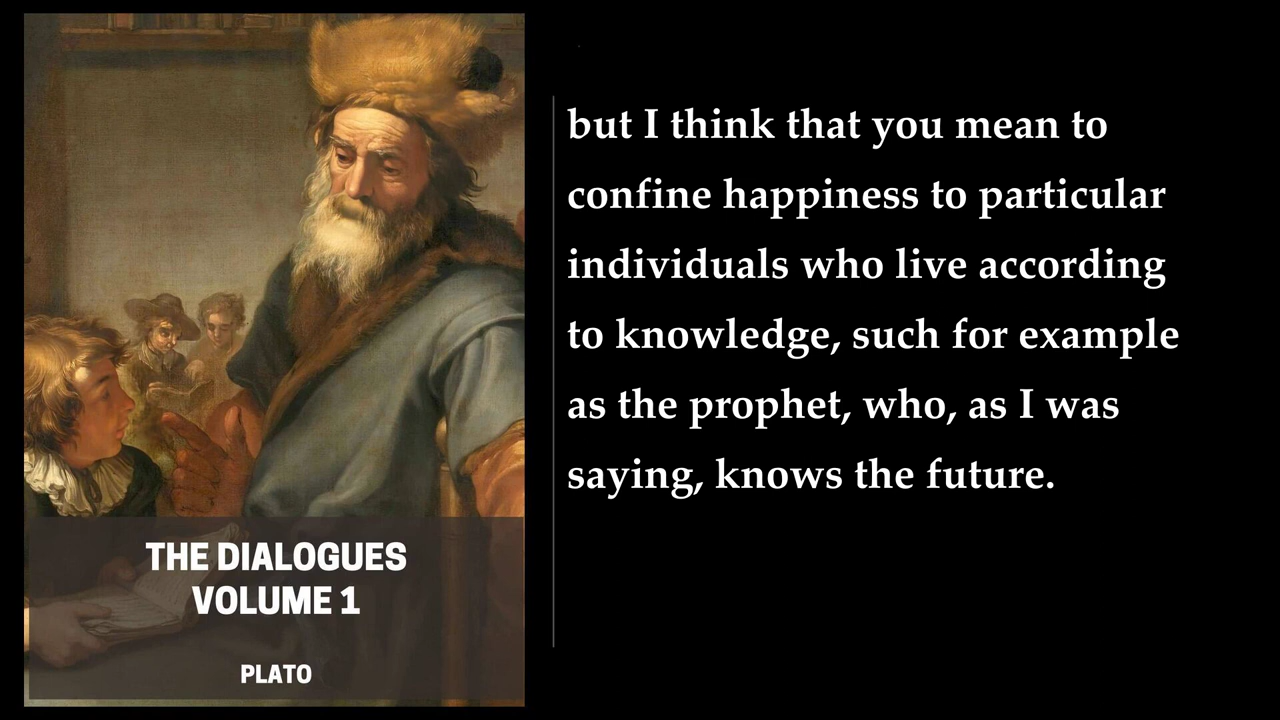 THE DIALOGUES
VOLUME 1
PLATO
but I think that you mean to
confine happiness to particular
individuals who live according
to knowledge, such for example
as the prophet, who, as I was
saying, knows the future.